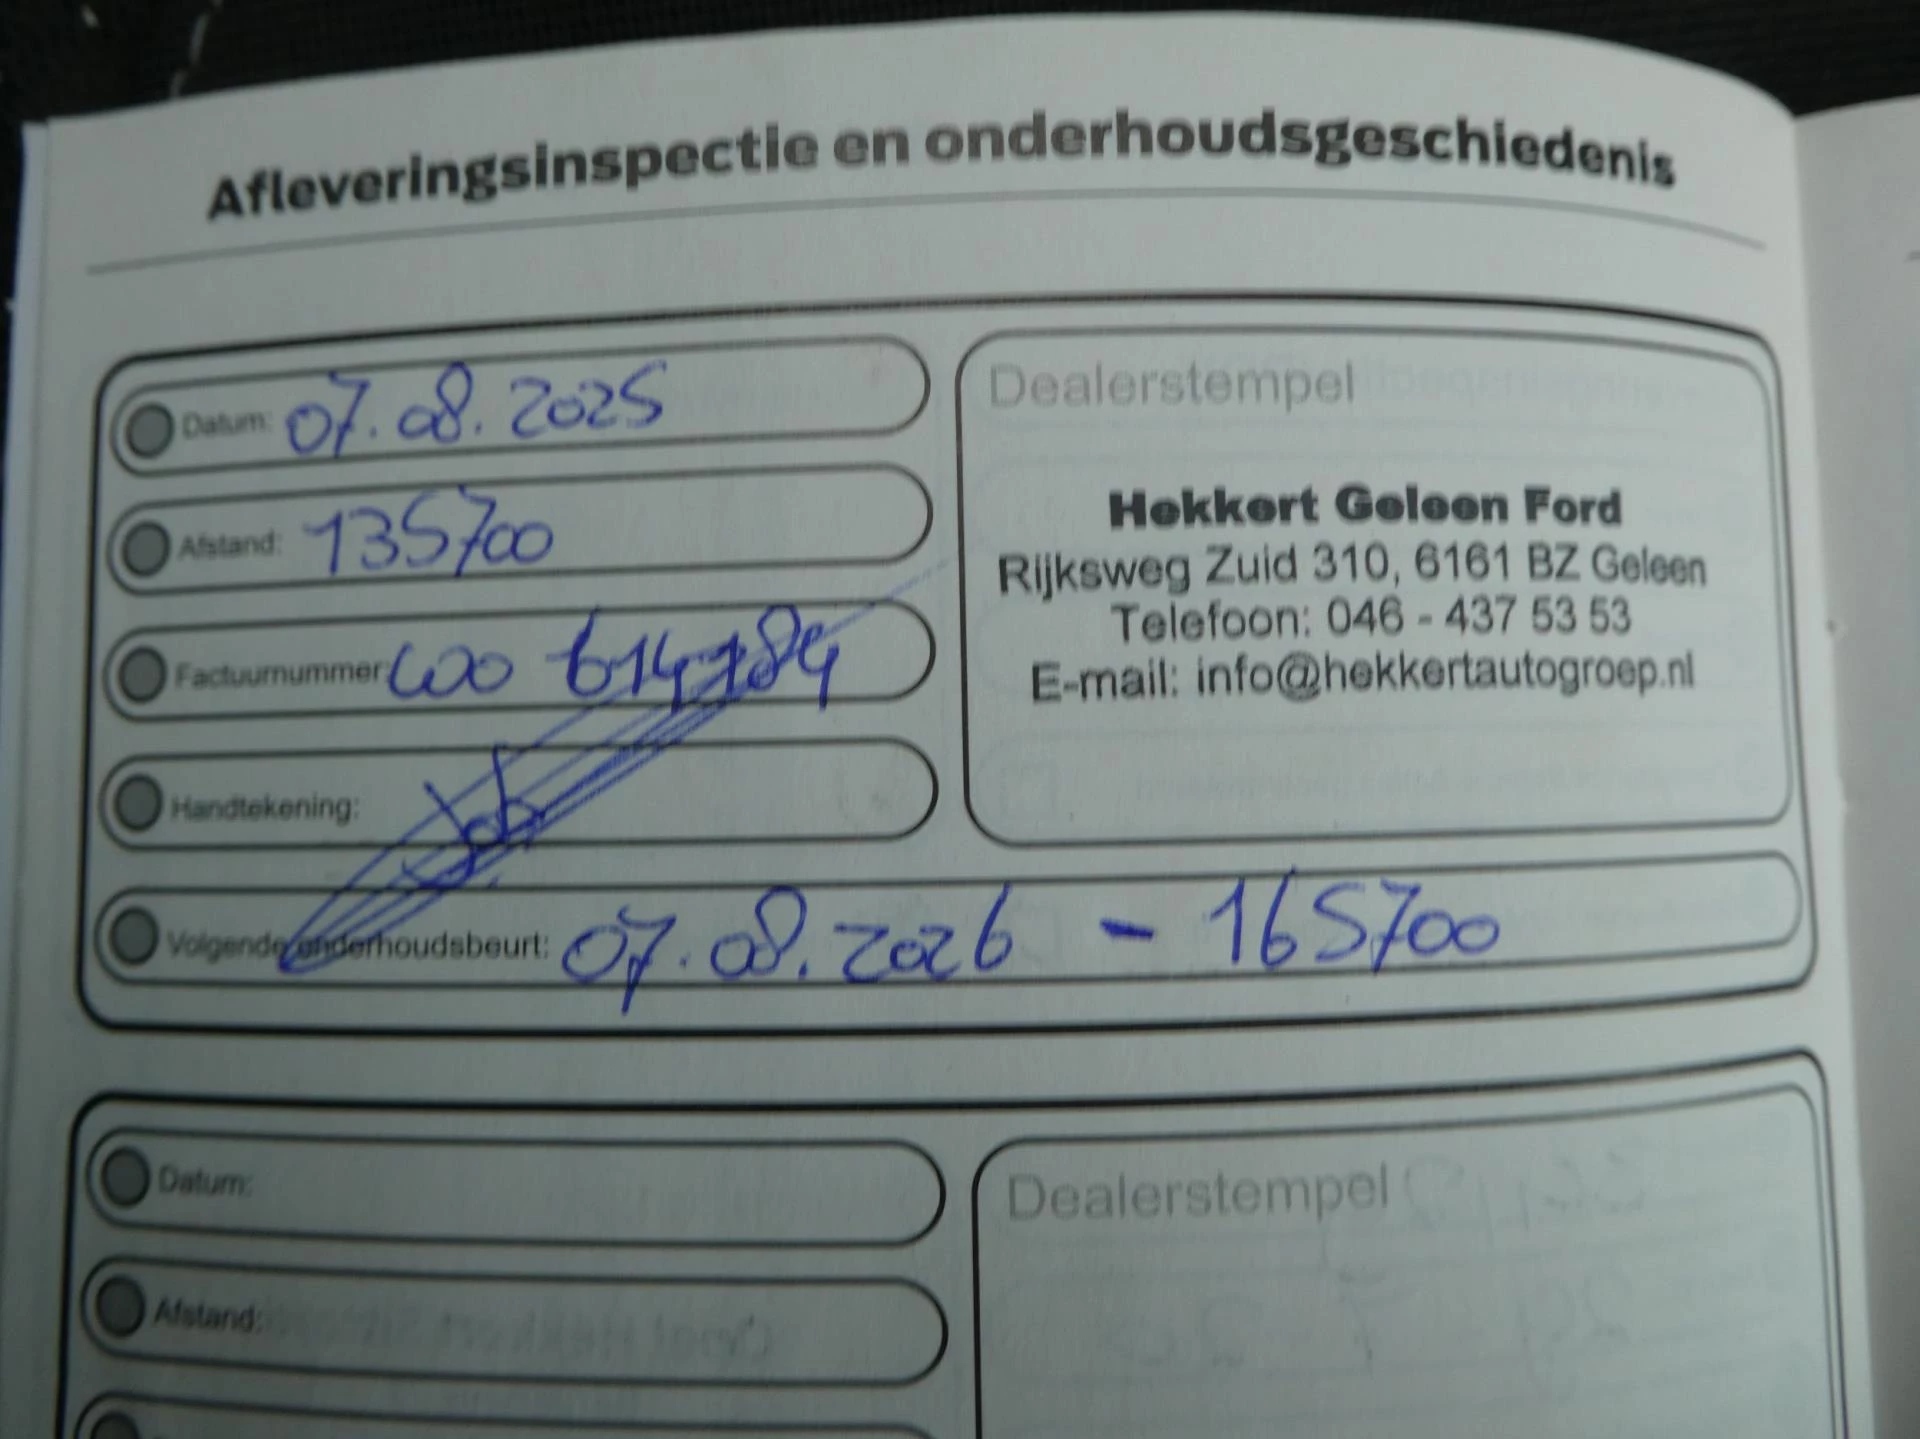 Afleveringsinspectie en onderhoudsgeschiedenis
Datum: 07.08.2025
Afstand: 135700
Factuurnummer:
Handtekening:
Volgende onderhoudsbeurt: 07.08.2026 - 165700
Dealerstempel
Hekkert Geleen Ford
Rijksweg Zuid 310, 6161 BZ Geleen
Telefoon: 046 - 437 53 53
E-mail: info@hekkertautogroep.nl
Datum:
Afstand:
Dealerstempel